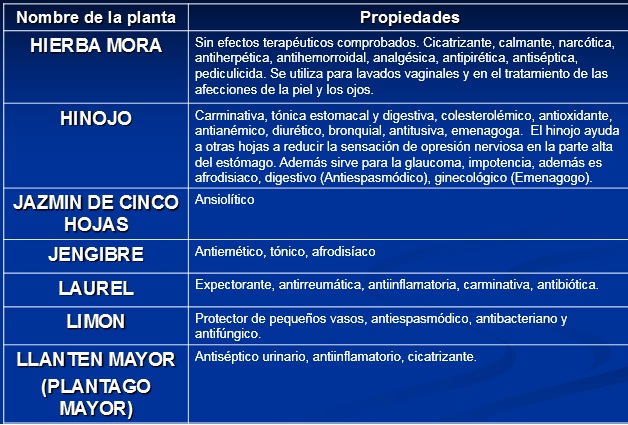 Nombre de la planta
Propiedades
HIERBA MORA
Sin efectos terapéuticos comprobados. Cicatrizante, calmante, narcótica,
antiherpética, antihemorroidal, analgésica, antipirética, antiséptica,
pediculicida. Se utiliza para lavados vaginales y en el tratamiento de las
afecciones de la piel y los ojos.
HINOJO
Carminativa, tónica estomacal y digestiva, colesterolémico, antioxidante,
antianémico, diurético, bronquial, antitusiva, emenagoga.  El hinojo ayuda
a otras hojas a reducir la sensación de opresión nerviosa en la parte alta
del estómago. Además sirve para la glaucoma, impotencia, además es
afrodisiaco, digestivo (Antiespasmódico), ginecológico (Emenagogo).
JAZMIN DE CINCO
HOJAS
Ansiolítico
JENGIBRE
Antiemético, tónico, afrodisíaco
LAUREL
Expectorante, antirreumática, antiinflamatoria, carminativa, antibiótica.
LIMON
Protector de pequeños vasos, antiespasmódico, antibacteriano y
antifúngico.
LLANTEN MAYOR
(PLANTAGO
MAYOR)
Antiséptico urinario, antiinflamatorio, cicatrizante.